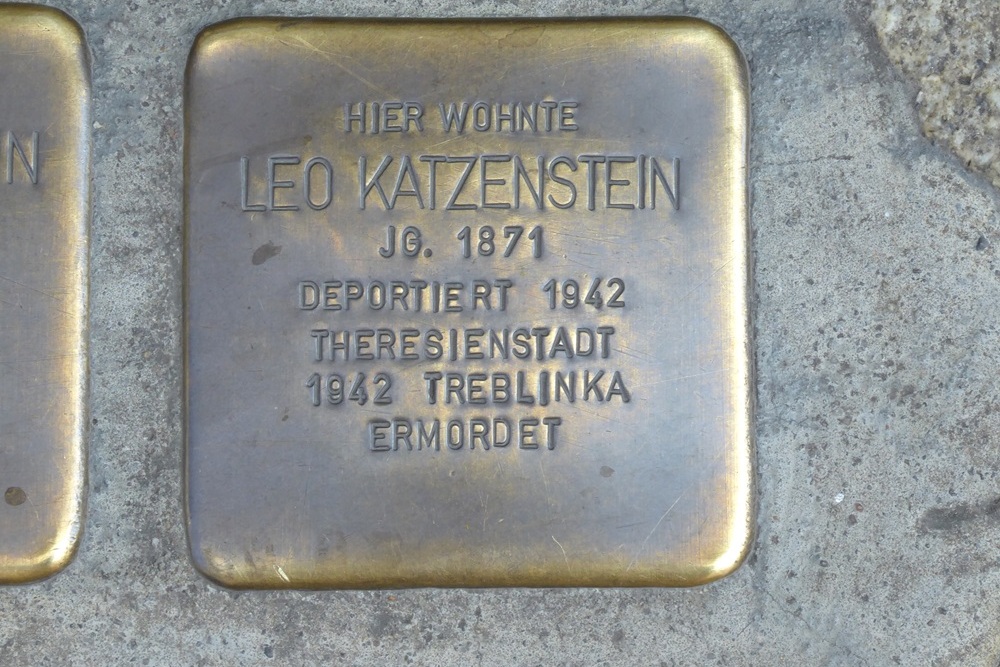 N
HIER WOHNTE
LEO KATZENSTEIN
JG. 1871
DEPORTIERT 1942
THERESIENSTADT
1942 TREBLINKA
ERMORDET